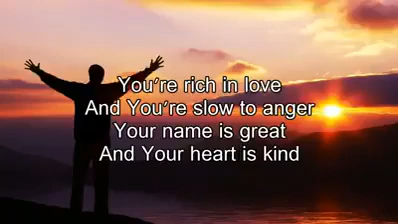 You're rich in love
And You're slow to anger
Your name is great
And Your heart is kind